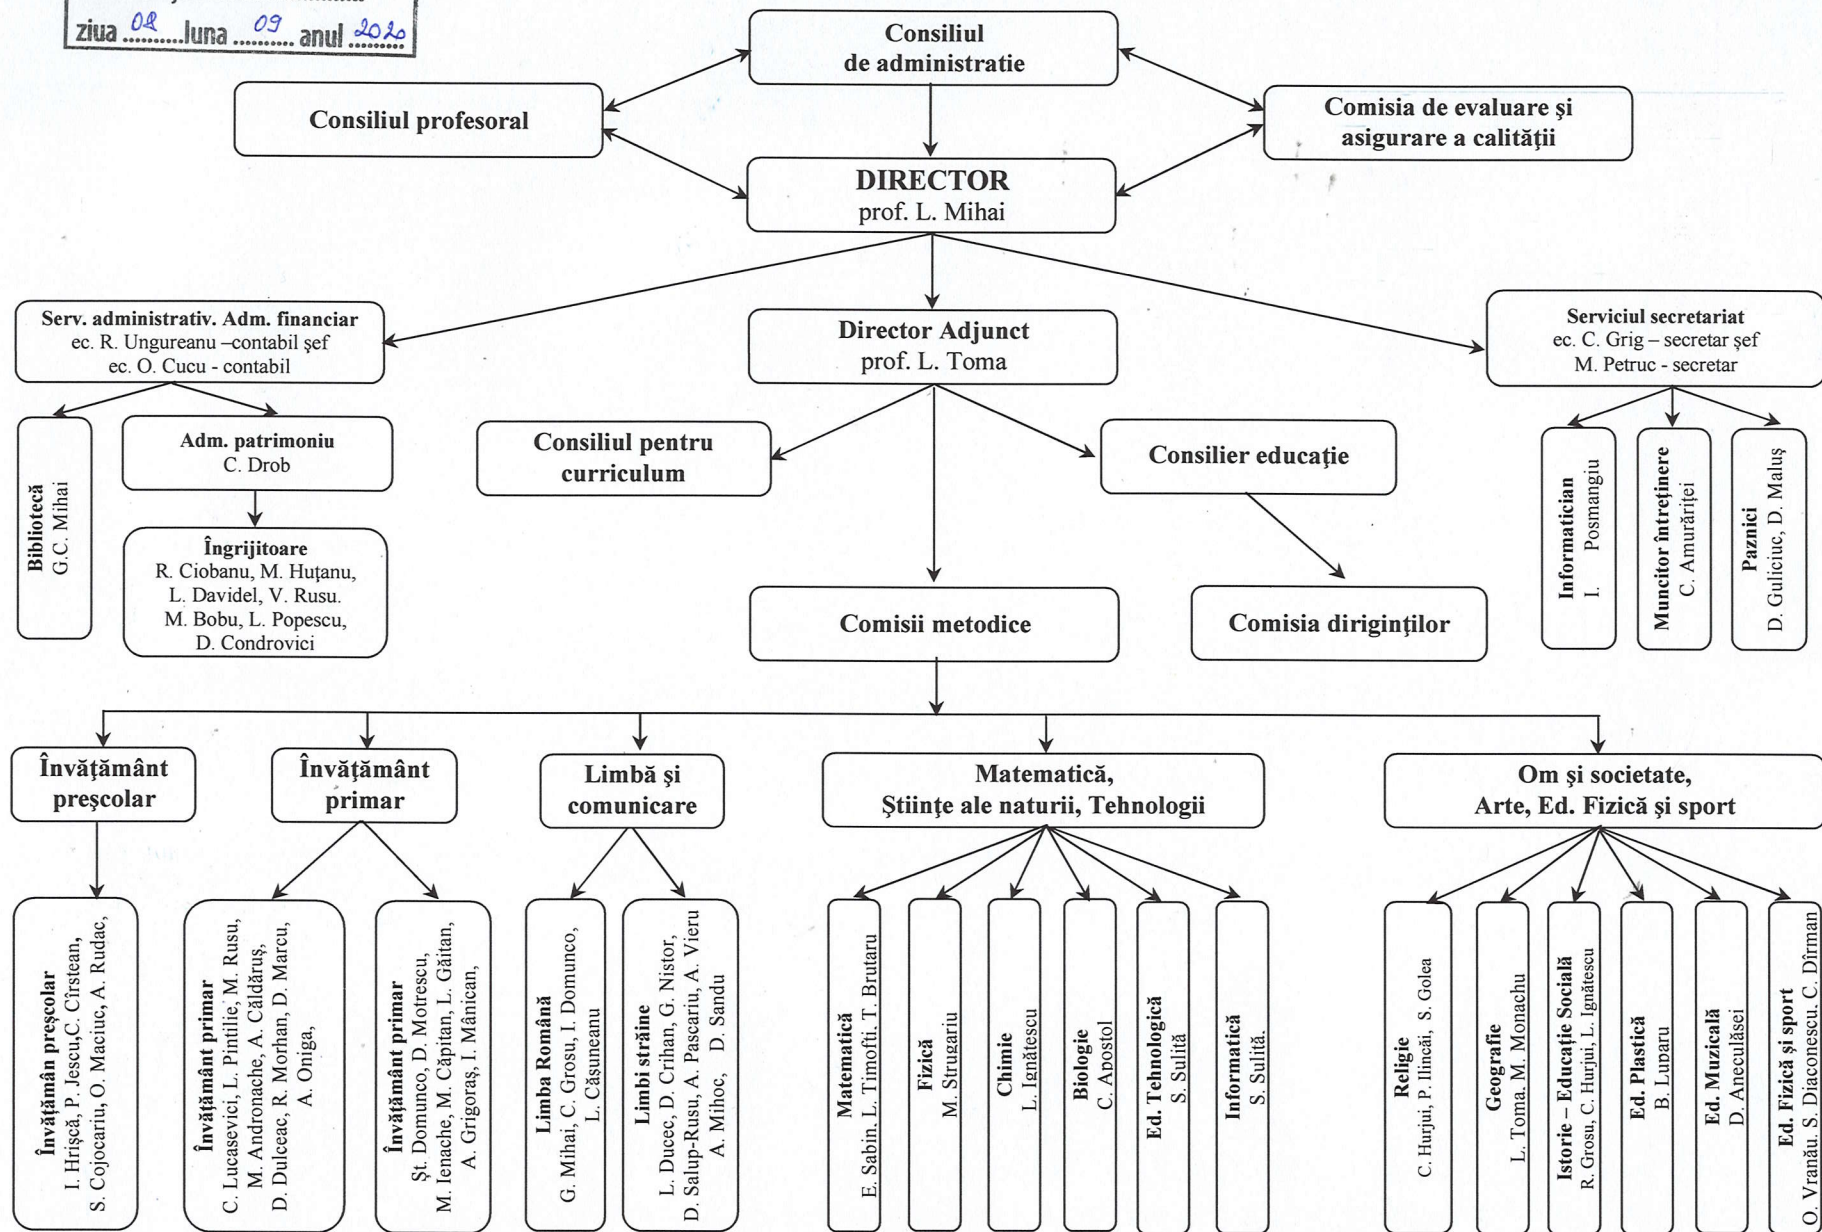 ziua 08 luna 09 anul 2020
Consiliul
de administratie
Consiliul profesoral
Comisia de evaluare şi
asigurare a calităţii
DIRECTOR
prof. L. Mihai
Serv. administrativ. Adm. financiar
ec. R. Ungureanu –contabil şef
ec. O. Cucu - contabil
Director Adjunct
prof. L. Toma
Serviciul secretariat
ec. C. Grig – secretar şef
M. Petruc - secretar
Bibliotecă
G.C. Mihai
Adm. patrimoniu
C. Drob
Îngrijitoare
R. Ciobanu, M. Huţanu,
L. Davidel, V. Rusu.
M. Bobu, L. Popescu,
D. Condrovici
Consiliul pentru
curriculum
Consilier educaţie
Informatician
I. Posmangiu
Muncitor întreţinere
C. Amurăriţei
Paznici
D. Guliciuc, D. Maluş
Comisii metodice
Comisia diriginţilor
Învăţământ
preşcolar
Învăţământ
primar
Limbă şi
comunicare
Matematică,
Ştiinţe ale naturii, Tehnologii
Om şi societate,
Arte, Ed. Fizică şi sport
Învăţămân preşcolar
I. Hrişcă, P. Jescu,C. Cîrstean,
S. Cojocariu, O. Maciuc, A. Rudac,
Învăţământ primar
C. Lucasevici, L. Pintilie, M. Rusu,
M. Andronache, A. Căldăruş,
D. Dulceac, R. Morhan, D. Marcu,
A. Oniga,
Învăţământ primar
Şt. Domunco, D. Motrescu,
M. Ienache, M. Căpitan, L. Găitan,
A. Grigoraş, I. Mânican,
Limba Română
G. Mihai, C. Grosu, I. Domunco,
L. Căşuneanu
Limbi străine
L. Ducec, D. Crihan, G. Nistor,
D. Salup-Rusu, A. Pascariu, A. Vieru
A. Mihoc, D. Sandu
Matematică
E. Sabin, L. Timofti, T. Brutaru
Fizică
M. Strugariu
Chimie
L. Ignătescu
Biologie
C. Apostol
Ed. Tehnologică
S. Suliţă
Informatică
S. Suliţă.
Religie
C. Hurjui, P. Ilincăi, S. Golea
Geografie
L. Toma. M. Monachu
Istorie – Educaţie Socială
R. Grosu, C. Hurjui, L. Ignătescu
Ed. Plastică
B. Luparu
Ed. Muzicală
D. Aneculăsei
Ed. Fizică şi sport
O. Vranău. S. Diaconescu, C. Dîrman